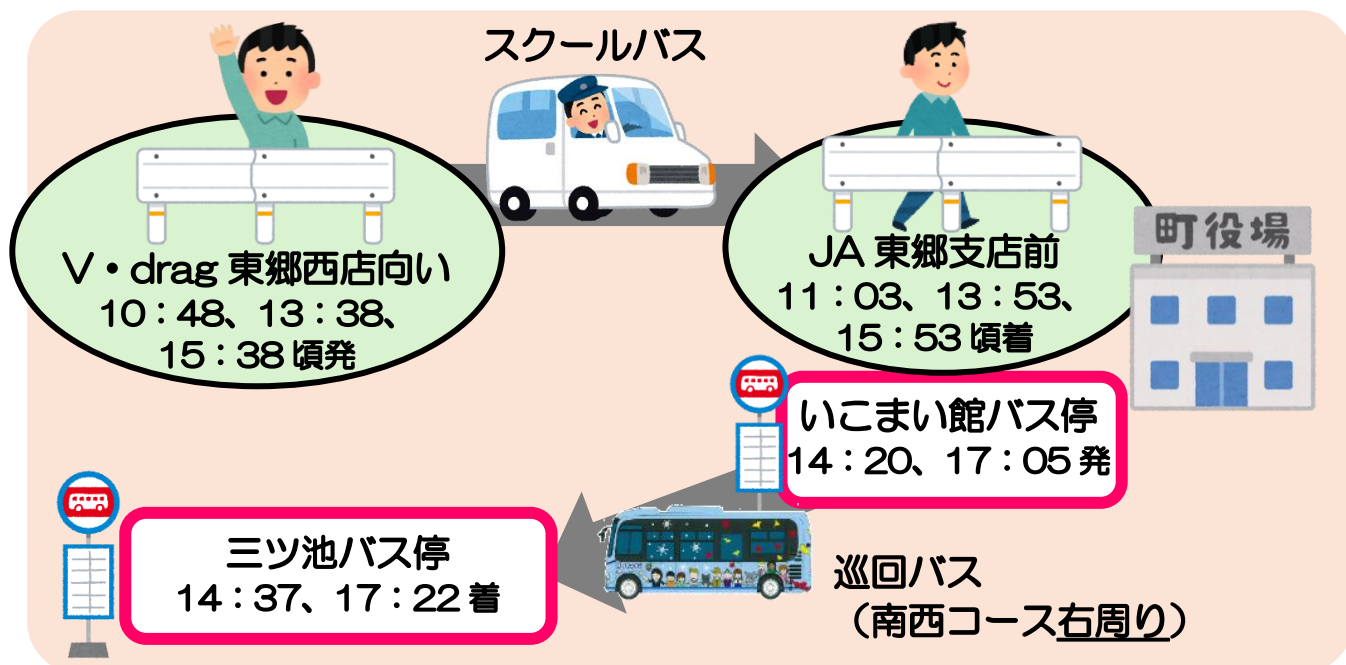 スクールバス
V・drag 東郷西店向い
10：48、13：38、
15：38 頃発
JA 東郷支店前
11：03、13：53、
15：53 頃着
町役場
いこまい館バス停
14：20、17：05 発
三ツ池バス停
14：37、17：22 着
巡回バス
（南西コース右周り）